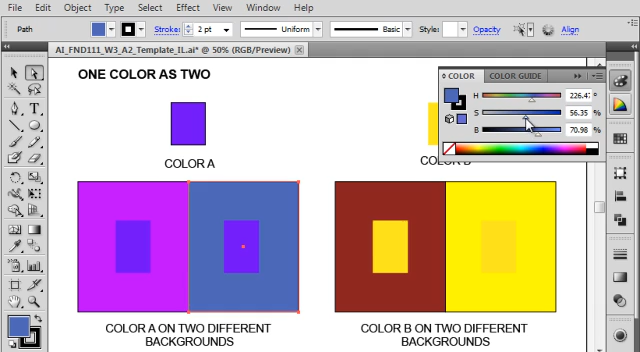 File Edit Object Type Select Effect View Window Help
Path Stroke: 2 pt Uniform Basic Style: Opacity Align
AI_FND111_W3_A2_Template_IL.ai* @ 50% (RGB/Preview)
ONE COLOR AS TWO
COLOR COLOR GUIDE
H 226.47 °
S 56.35 %
B 70.98 %
COLOR A
COLOR B
COLOR A ON TWO DIFFERENT
BACKGROUNDS
COLOR B ON TWO DIFFERENT
BACKGROUNDS